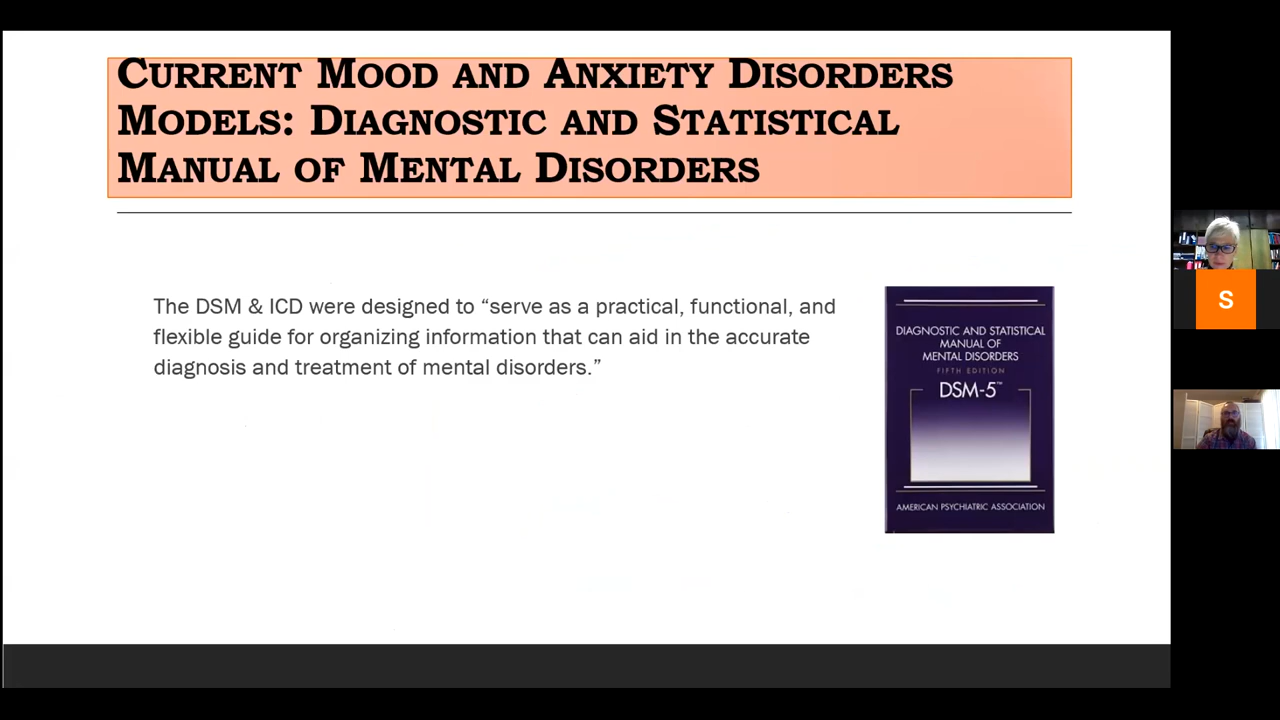 CURRENT MOOD AND ANXIETY DISORDERS
MODELS: DIAGNOSTIC AND STATISTICAL
MANUAL OF MENTAL DISORDERS
The DSM & ICD were designed to “serve as a practical, functional, and
flexible guide for organizing information that can aid in the accurate
diagnosis and treatment of mental disorders.”
DIAGNOSTIC AND STATISTICAL
MANUAL OF
MENTAL DISORDERS
FIFTH EDITION
DSM-5™
AMERICAN PSYCHIATRIC ASSOCIATION
S